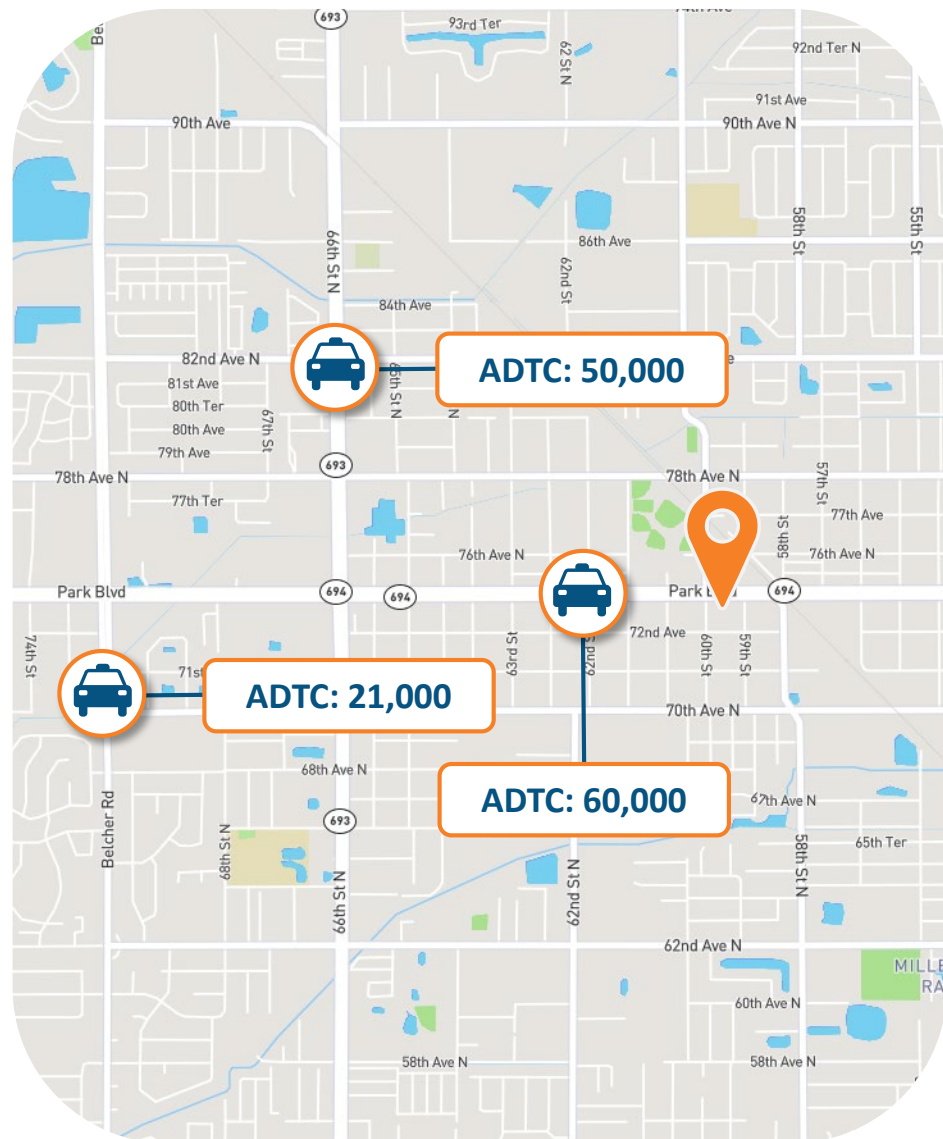 693
93rd Ter
62 St N
92nd Ter N
91st Ave
90th Ave
90th Ave N
66th St N
58th St
55th St
86th Ave
62nd St
84th Ave
82nd Ave N
ADTC: 50,000
81st Ave
65th St N
N
80th Ter
67th St
80th Ave
79th Ave
693
78th Ave N
78th Ave N
57th St
77th Ter
77th Ave
58th St
76th Ave N
76th Ave N
Park Blvd
694
694
694
74th St
63rd St
72nd Ave
60th St
59th St
ADTC: 21,000
70th Ave N
68th Ave N
ADTC: 60,000
67th Ave N
Belcher Rd
693
68th St N
65th Ter
58th St N
66th St N
62nd St N
62nd Ave N
60th Ave N
58th Ave N
58th Ave N